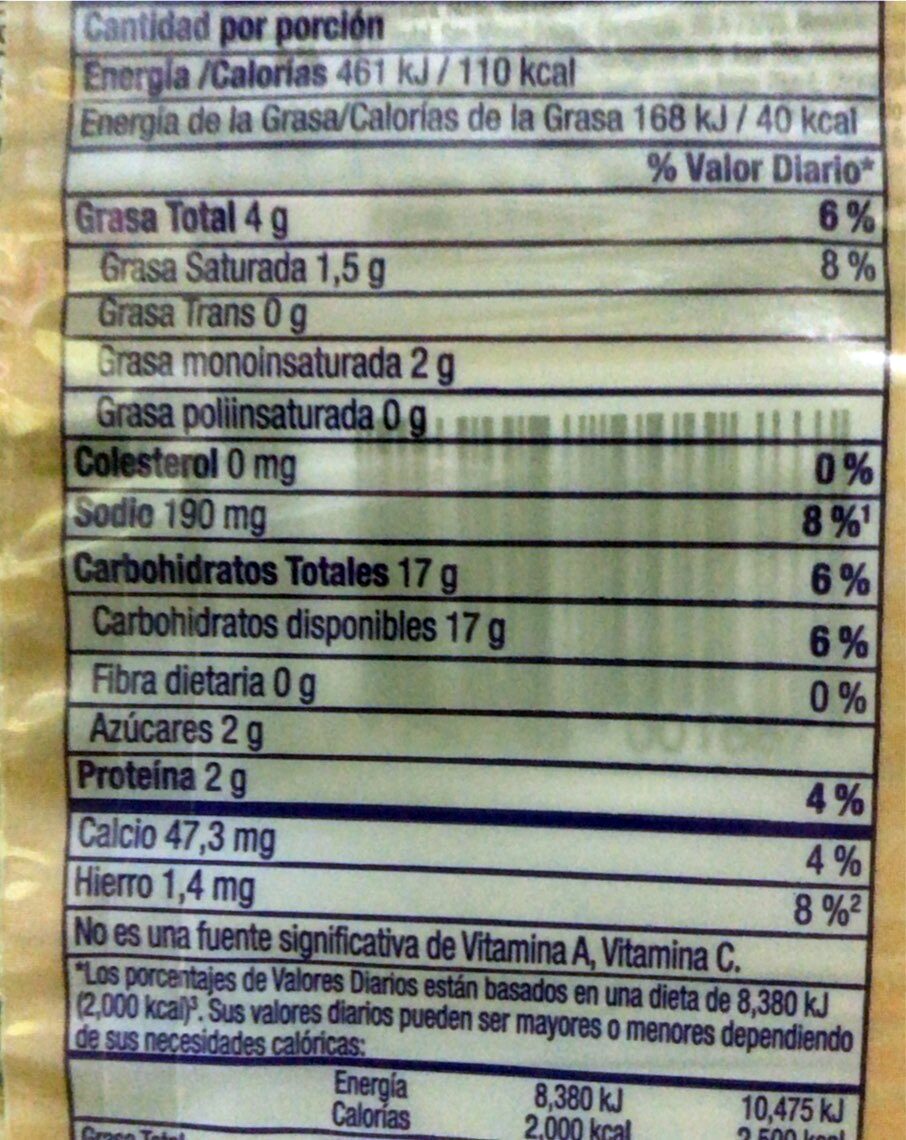 Cantidad por porción
Energía /Calorías 461 kJ / 110 kcal
Energía de la Grasa/Calorías de la Grasa 168 kJ / 40 kcal
% Valor Diario*
Grasa Total 4 g 6 %
Grasa Saturada 1,5 g 8 %
Grasa Trans 0 g
Grasa monoinsaturada 2 g
Grasa poliinsaturada 0 g
Colesterol 0 mg 0 %
Sodio 190 mg 8 %¹
Carbohidratos Totales 17 g 6 %
Carbohidratos disponibles 17 g 6 %
Fibra dietaria 0 g 0 %
Azúcares 2 g
Proteína 2 g 4 %
Calcio 47,3 mg 4 %
Hierro 1,4 mg 8 %²
No es una fuente significativa de Vitamina A, Vitamina C.
*Los porcentajes de Valores Diarios están basados en una dieta de 8,380 kJ
(2,000 kcal)³. Sus valores diarios pueden ser mayores o menores dependiendo
de sus necesidades calóricas:
Energía 8,380 kJ 10,475 kJ
Calorías 2,000 kcal 2,500 kcal
Grasa Total